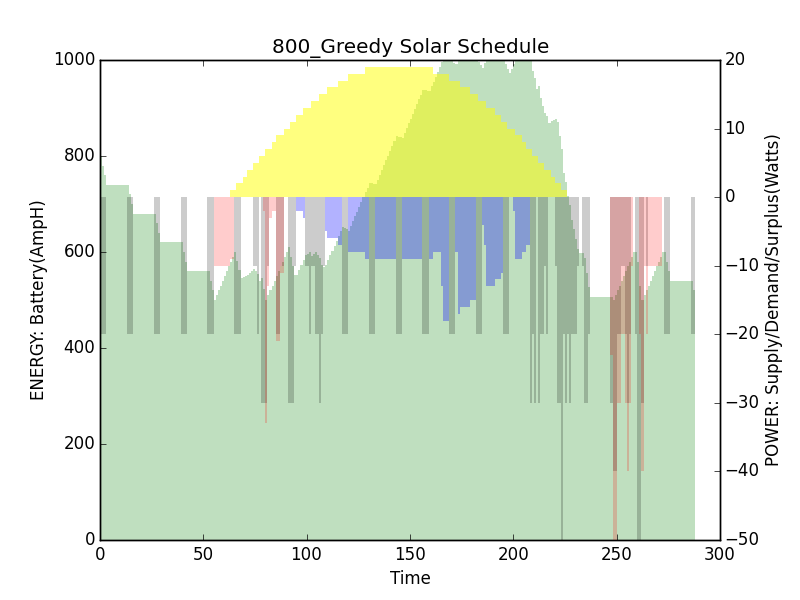 800_Greedy Solar Schedule
1000
800
600
400
200
0
ENERGY: Battery(AmpH)
20
10
0
−10
−20
−30
−40
−50
POWER: Supply/Demand/Surplus(Watts)
0 50 100 150 200 250 300
Time